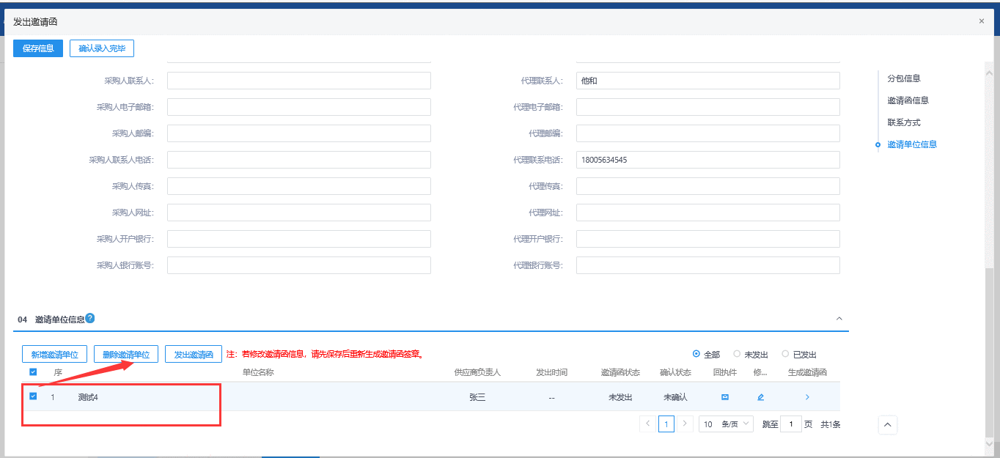 发出邀请函 ×
保存信息 确认录入完毕
采购人联系人: 代理联系人: 他和
采购人电子邮箱: 代理电子邮箱:
采购人邮编: 代理邮编:
采购人联系人电话: 代理联系电话: 18005634545
采购人传真: 代理传真:
采购人网址: 代理网址:
采购人开户银行: 代理开户银行:
采购人银行账号: 代理银行账号:
分包信息
邀请函信息
联系方式
邀请单位信息
04 邀请单位信息 ?
新增邀请单位 删除邀请单位 发出邀请函 注：若修改邀请函信息，请先保存后重新生成邀请函签章。 全部 未发出 已发出
序 单位名称 供应商负责人 发出时间 邀请函状态 确认状态 回执件 修... 生成邀请函
1 测试4 张三 -- 未发出 未确认
1 10 条/页 跳至 1 页 共1条